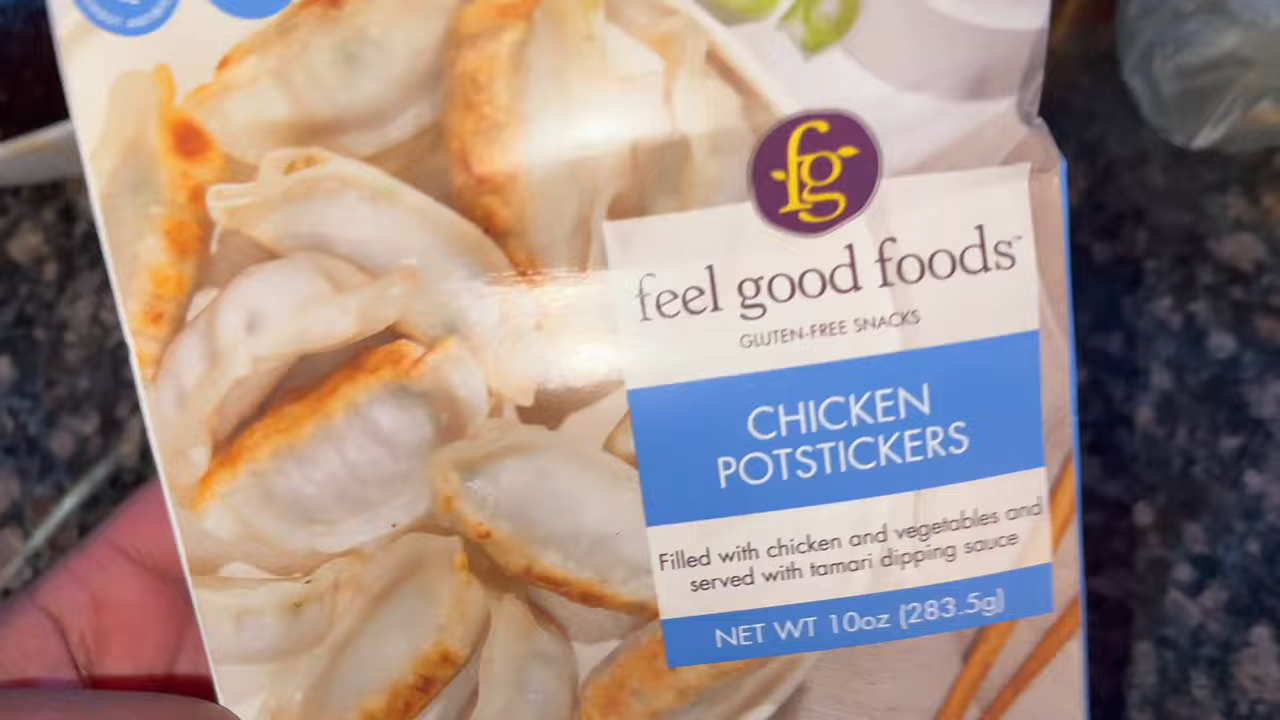 fg
feel good foods™
GLUTEN-FREE SNACKS
CHICKEN
POTSTICKERS
Filled with chicken and vegetables and
served with tamari dipping sauce
NET WT 10oz (283.5g)